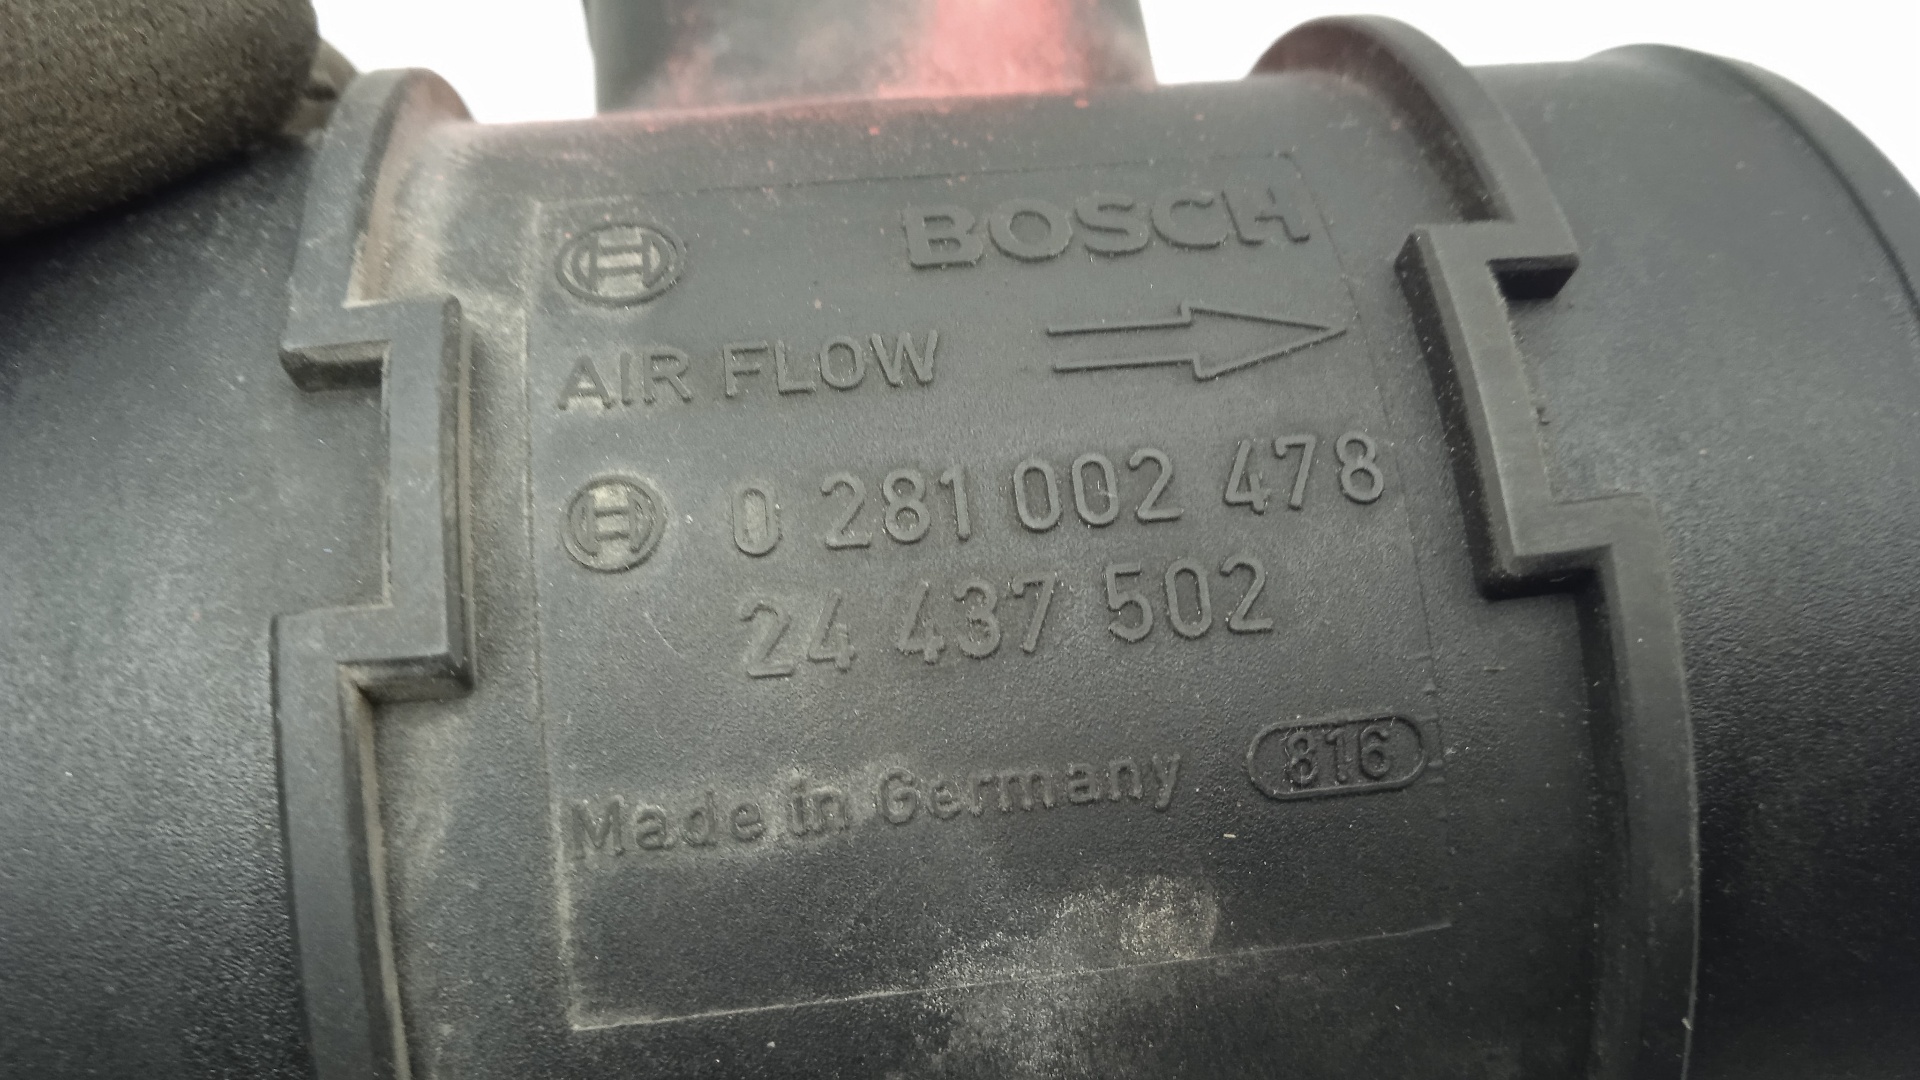 BOSCH
AIR FLOW
0 281 002 478
24 437 502
Made in Germany 816